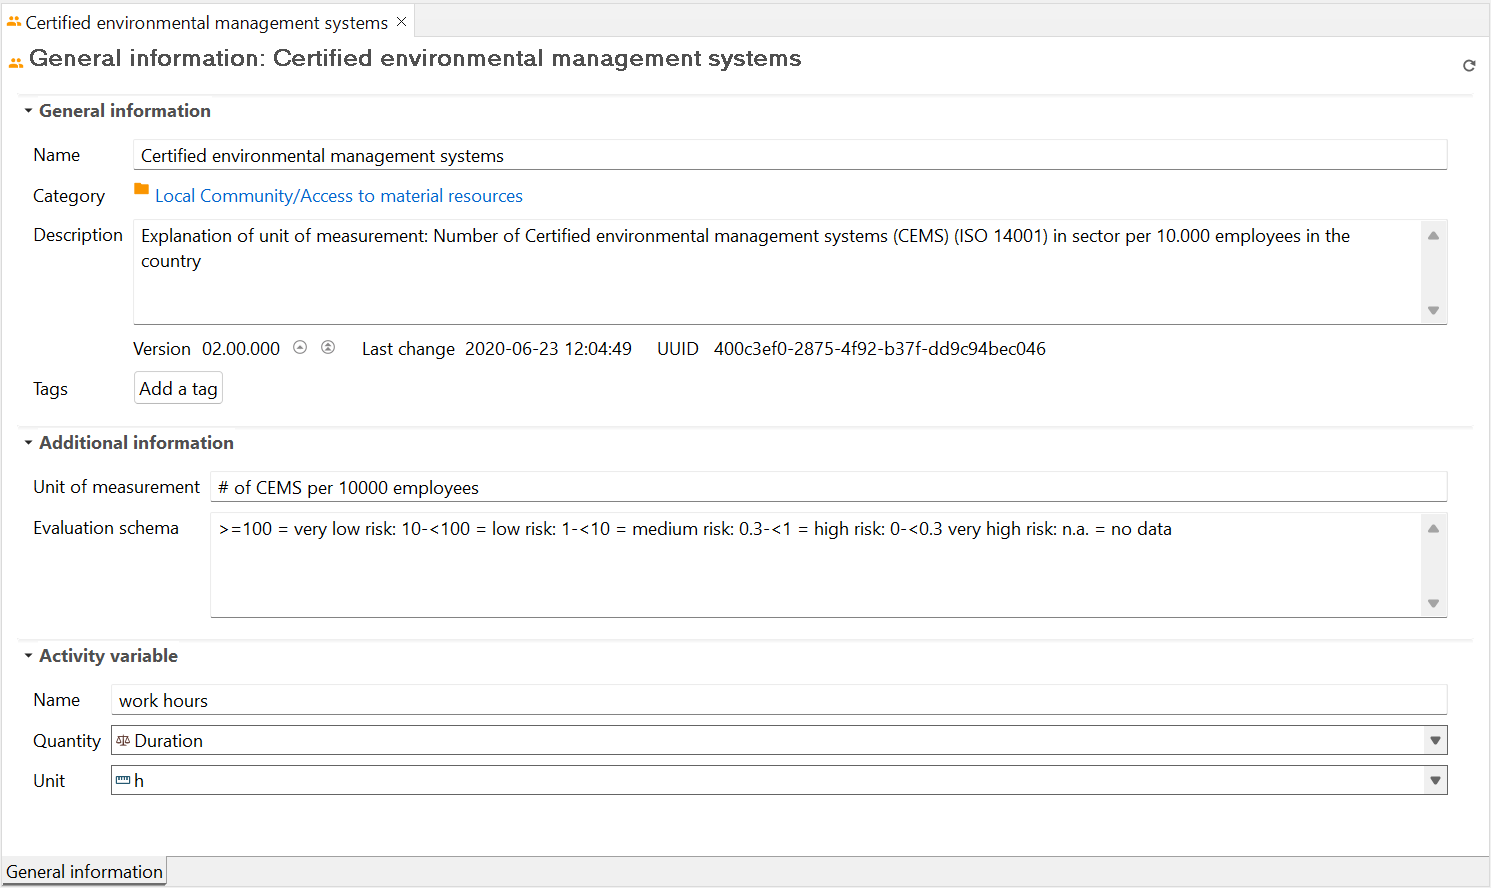 Certified environmental management systems
General information: Certified environmental management systems
General information
Name Certified environmental management systems
Category Local Community/Access to material resources
Description Explanation of unit of measurement: Number of Certified environmental management systems (CEMS) (ISO 14001) in sector per 10.000 employees in the
country
Version 02.00.000 Last change 2020-06-23 12:04:49 UUID 400c3ef0-2875-4f92-b37f-dd9c94bec046
Tags Add a tag
Additional information
Unit of measurement # of CEMS per 10000 employees
Evaluation schema >=100 = very low risk: 10-<100 = low risk: 1-<10 = medium risk: 0.3-<1 = high risk: 0-<0.3 very high risk: n.a. = no data
Activity variable
Name work hours
Quantity Duration
Unit h
General information